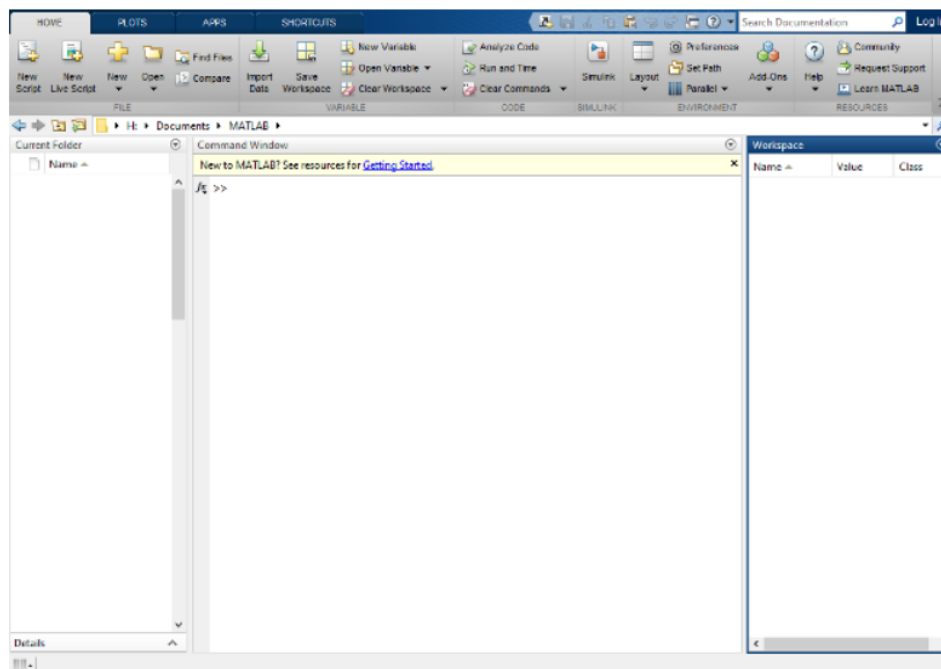 HOME PLOTS APPS SHORTCUTS Search Documentation Log In
New Script
New Live Script
New
Open
Find Files
Compare
Import Data
Save Workspace
New Variable
Open Variable
Clear Workspace
Analyze Code
Run and Time
Clear Commands
Simulink
Layout
Preferences
Set Path
Parallel
Add-Ons
Help
Community
Request Support
Learn MATLAB
FILE VARIABLE CODE SIMULINK ENVIRONMENT RESOURCES
H: Documents MATLAB
Current Folder
Name
Command Window
New to MATLAB? See resources for Getting Started.
fx >>
Workspace
Name Value Class
Details